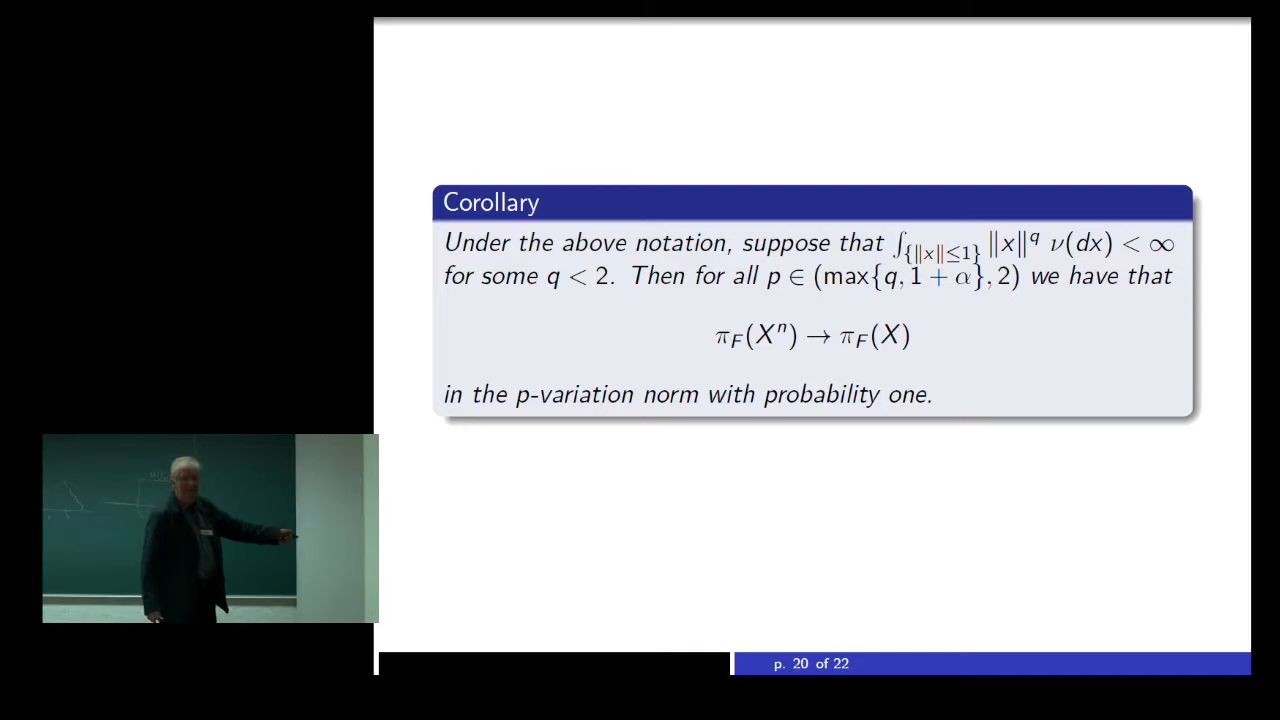 Corollary
Under the above notation, suppose that ∫_{‖x‖≤1} ‖x‖^q ν(dx) < ∞
for some q < 2. Then for all p ∈ (max{q, 1 + α}, 2) we have that
π_F(X^n) → π_F(X)
in the p-variation norm with probability one.
p. 20 of 22